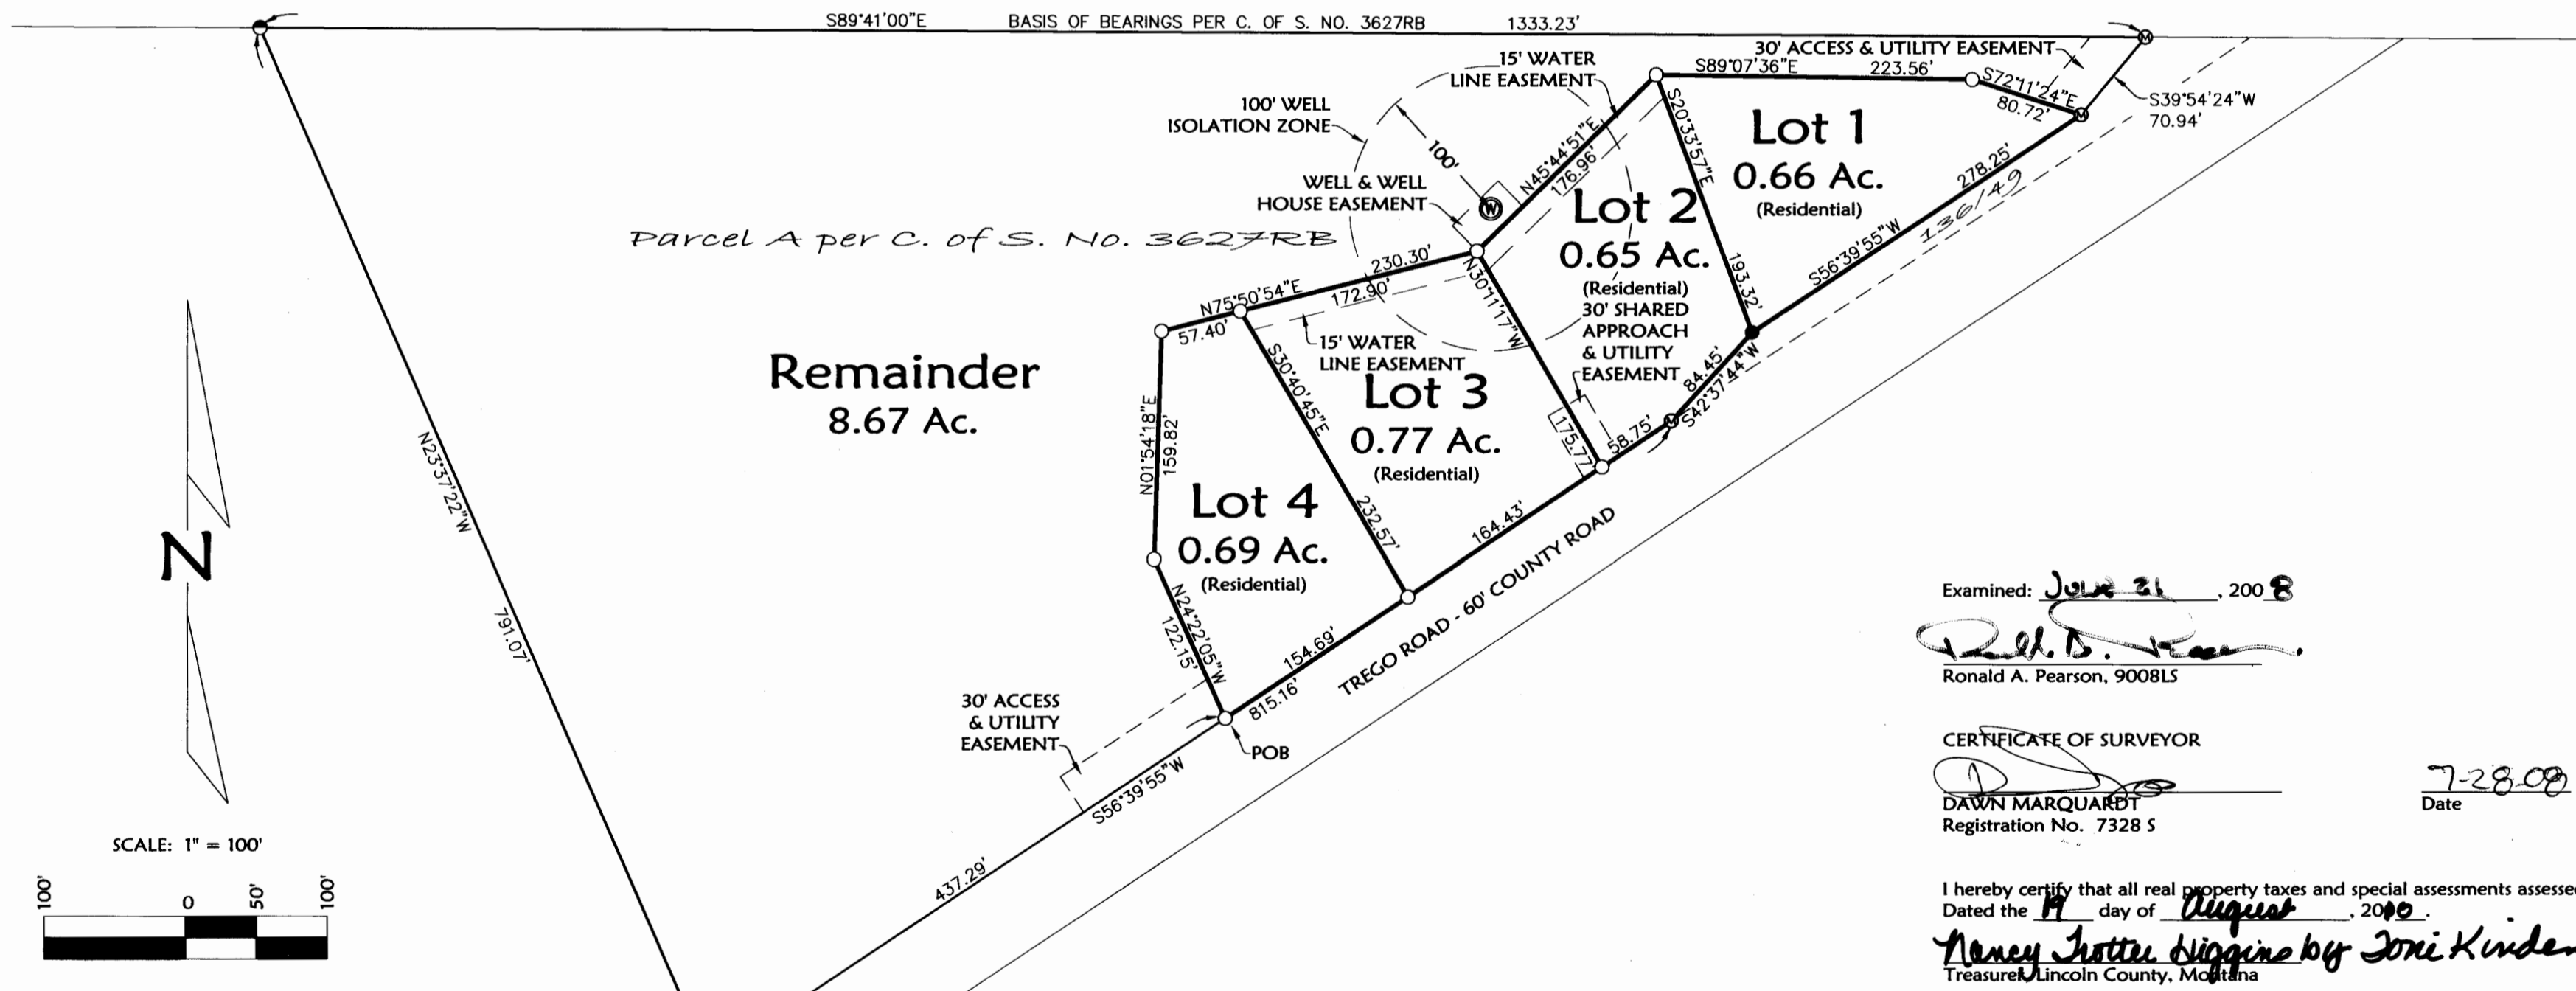 S89°41'00"E BASIS OF BEARINGS PER C. OF S. NO. 3627RB 1333.23'
30' ACCESS & UTILITY EASEMENT
15' WATER
LINE EASEMENT
S89°07'36"E 223.56'
S72°11'24"E
80.72'
S39°54'24"W
70.94'
100' WELL
ISOLATION ZONE
100'
N45°44'51"E
176.96'
S20°33'57"E
193.32'
Lot 1
0.66 Ac.
(Residential)
278.25'
S56°39'55"W
136/49
WELL & WELL
HOUSE EASEMENT
W
Lot 2
0.65 Ac.
(Residential)
30' SHARED
APPROACH
& UTILITY
EASEMENT
84.45'
S42°37'44"W
58.75'
Parcel A per C. of S. No. 3627RB
230.30'
N75°50'54"E
172.90'
57.40'
N30°11'17"W
175.77'
15' WATER
LINE EASEMENT
Lot 3
0.77 Ac.
(Residential)
164.43'
S30°40'45"E
232.57'
Remainder
8.67 Ac.
N01°54'18"E
159.82'
Lot 4
0.69 Ac.
(Residential)
N24°22'05"W
122.15'
154.69'
815.16'
TREGO ROAD - 60' COUNTY ROAD
30' ACCESS
& UTILITY
EASEMENT
POB
S56°39'55"W
437.29'
N23°37'22"W
791.07'
N
SCALE: 1" = 100'
100' 0 50' 100'
Examined: 21, 2008
Ronald A. Pearson, 9008LS
CERTIFICATE OF SURVEYOR
DAWN MARQUARDT
Registration No. 7328 S
7-28-08
Date
I hereby certify that all real property taxes and special assessments assesse
Dated the 19 day of August, 2010.
Nancy Trotter Higgins by Toni Kinden
Treasurer, Lincoln County, Montana